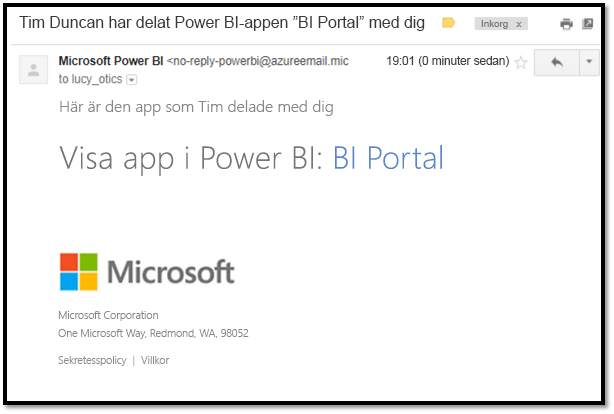 Tim Duncan har delat Power BI-appen ”BI Portal” med dig
Inkorg x
Microsoft Power BI <no-reply-powerbi@azureemail.mic
19:01 (0 minuter sedan)
to lucy_otics
Här är den app som Tim delade med dig
Visa app i Power BI: BI Portal
Microsoft
Microsoft Corporation
One Microsoft Way, Redmond, WA, 98052
Sekretesspolicy | Villkor